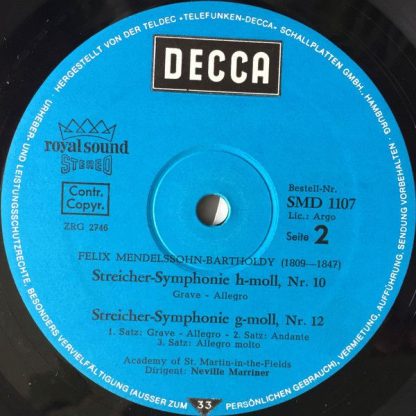 HERGESTELLT VON DER TELDEC »TELEFUNKEN-DECCA« SCHALLPLATTEN GMBH., HAMBURG · VERMIETUNG, AUFFÜHRUNG, SENDUNG VORBEHALTEN
URHEBER- UND LEISTUNGSSCHUTZRECHTE, BESONDERS VERVIELFÄLTIGUNG (AUSSER ZUM PERSÖNLICHEN GEBRAUCH),
DECCA
royal sound
STEREO
Contr.
Copyr.
ZRG 2746
Bestell-Nr.
SMD 1107
Lic.: Argo
Seite 2
FELIX MENDELSSOHN-BARTHOLDY (1809—1847)
Streicher-Symphonie h-moll, Nr. 10
Grave - Allegro
Streicher-Symphonie g-moll, Nr. 12
1. Satz: Grave - Allegro - 2. Satz: Andante
3. Satz: Allegro molto
Academy of St. Martin-in-the-Fields
Dirigent: Neville Marriner
33